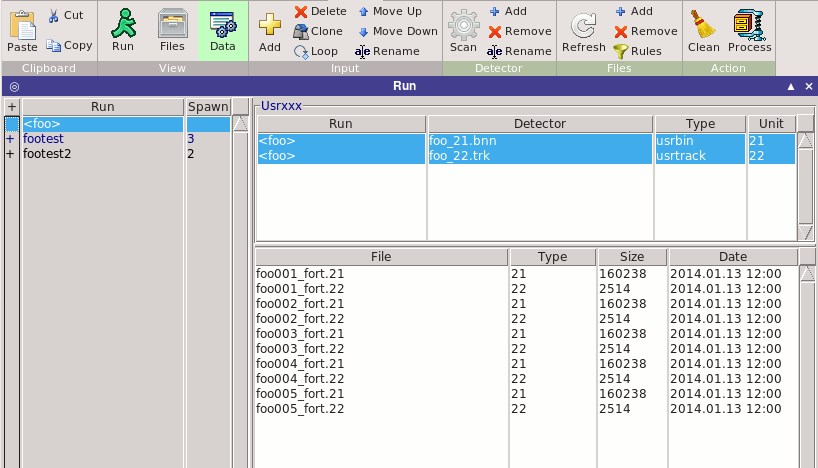 Paste Cut Copy
Clipboard
Run Files Data
View
Add Delete Clone Loop Move Up Move Down Rename
Input
Scan Add Remove Rename
Detector
Refresh Add Remove Rules
Files
Clean Process
Action
Run
+ Run Spawn
<foo>
+ footest 3
+ footest2 2
Usrxxx
Run Detector Type Unit
<foo> foo_21.bnn usrbin 21
<foo> foo_22.trk usrtrack 22
File Type Size Date
foo001_fort.21 21 160238 2014.01.13 12:00
foo001_fort.22 22 2514 2014.01.13 12:00
foo002_fort.21 21 160238 2014.01.13 12:00
foo002_fort.22 22 2514 2014.01.13 12:00
foo003_fort.21 21 160238 2014.01.13 12:00
foo003_fort.22 22 2514 2014.01.13 12:00
foo004_fort.21 21 160238 2014.01.13 12:00
foo004_fort.22 22 2514 2014.01.13 12:00
foo005_fort.21 21 160238 2014.01.13 12:00
foo005_fort.22 22 2514 2014.01.13 12:00